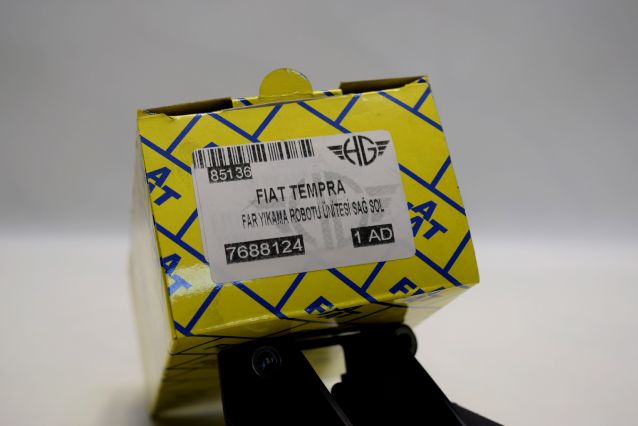 HG
85136
FIAT TEMPRA
FAR YIKAMA ROBOTU ÜNİTESİ SAĞ SOL
7688124
1 AD